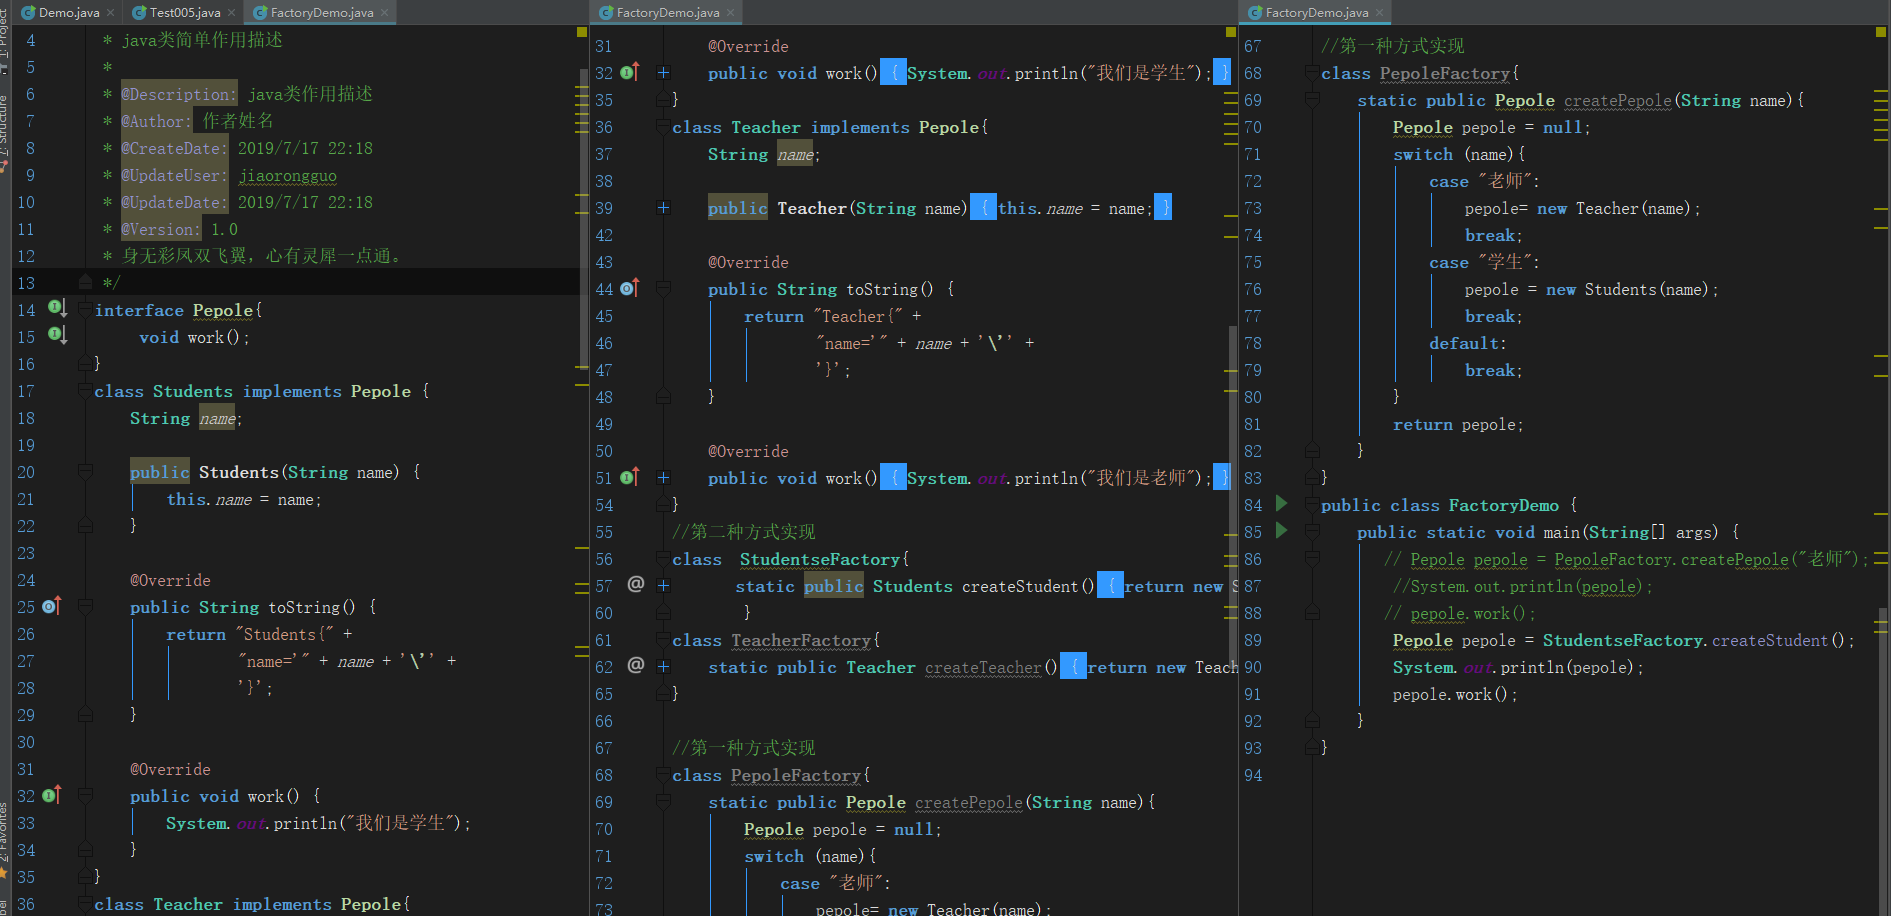 Demo.java
Test005.java
FactoryDemo.java
4 * java类简单作用描述
5 *
6 * @Description: java类作用描述
7 * @Author: 作者姓名
8 * @CreateDate: 2019/7/17 22:18
9 * @UpdateUser: jiaorongguo
10 * @UpdateDate: 2019/7/17 22:18
11 * @Version: 1.0
12 * 身无彩凤双飞翼，心有灵犀一点通。
13 */
14 interface Pepole{
15 void work();
16 }
17 class Students implements Pepole {
18 String name;
19
20 public Students(String name) {
21 this.name = name;
22 }
23
24 @Override
25 public String toString() {
26 return "Students{" +
27 "name='" + name + '\'' +
28 '}';
29 }
30
31 @Override
32 public void work() {
33 System.out.println("我们是学生");
34 }
35 }
36 class Teacher implements Pepole{
FactoryDemo.java
31 @Override
32 public void work() { System.out.println("我们是学生"); }
35 }
36 class Teacher implements Pepole{
37 String name;
38
39 public Teacher(String name) { this.name = name; }
42
43 @Override
44 public String toString() {
45 return "Teacher{" +
46 "name='" + name + '\'' +
47 '}';
48 }
49
50 @Override
51 public void work() { System.out.println("我们是老师"); }
54 }
55 //第二种方式实现
56 class StudentseFactory{
57 static public Students createStudent() { return new S
60 }
61 class TeacherFactory{
62 static public Teacher createTeacher() { return new Teach
65 }
66
67 //第一种方式实现
68 class PepoleFactory{
69 static public Pepole createPepole(String name){
70 Pepole pepole = null;
71 switch (name){
72 case "老师":
73 pepole= new Teacher(name);
FactoryDemo.java
67 //第一种方式实现
68 class PepoleFactory{
69 static public Pepole createPepole(String name){
70 Pepole pepole = null;
71 switch (name){
72 case "老师":
73 pepole= new Teacher(name);
74 break;
75 case "学生":
76 pepole = new Students(name);
77 break;
78 default:
79 break;
80 }
81 return pepole;
82 }
83 }
84 public class FactoryDemo {
85 public static void main(String[] args) {
86 // Pepole pepole = PepoleFactory.createPepole("老师");
87 //System.out.println(pepole);
88 // pepole.work();
89 Pepole pepole = StudentseFactory.createStudent();
90 System.out.println(pepole);
91 pepole.work();
92 }
93 }
94
1: Project
7: Structure
2: Favorites